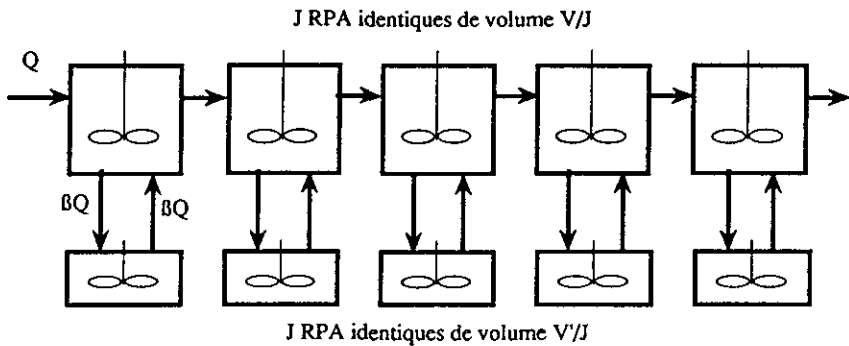 J RPA identiques de volume V/J
Q
ßQ
ßQ
J RPA identiques de volume V'/J